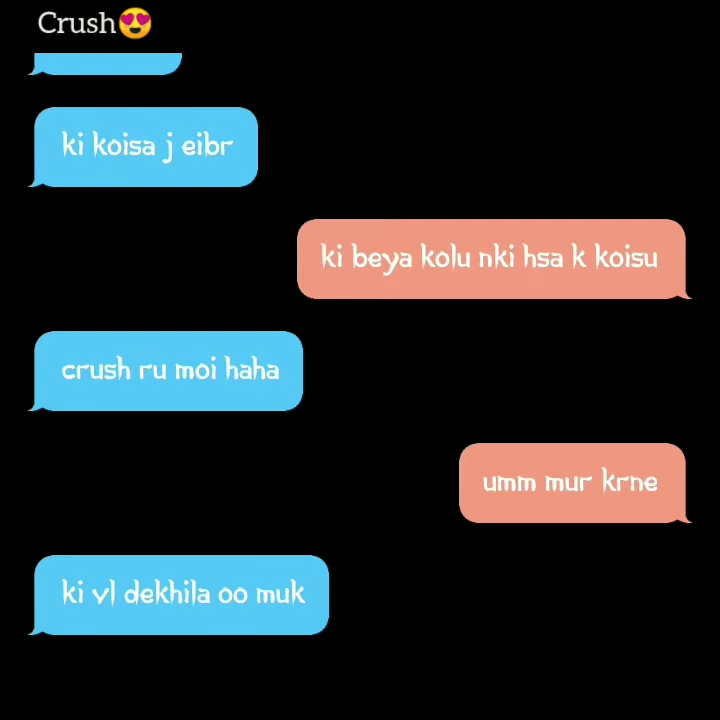 Crush😍
ki koisa j eibr
ki beya kolu nki hsa k koisu
crush ru moi haha
umm mur krne
ki vl dekhila oo muk